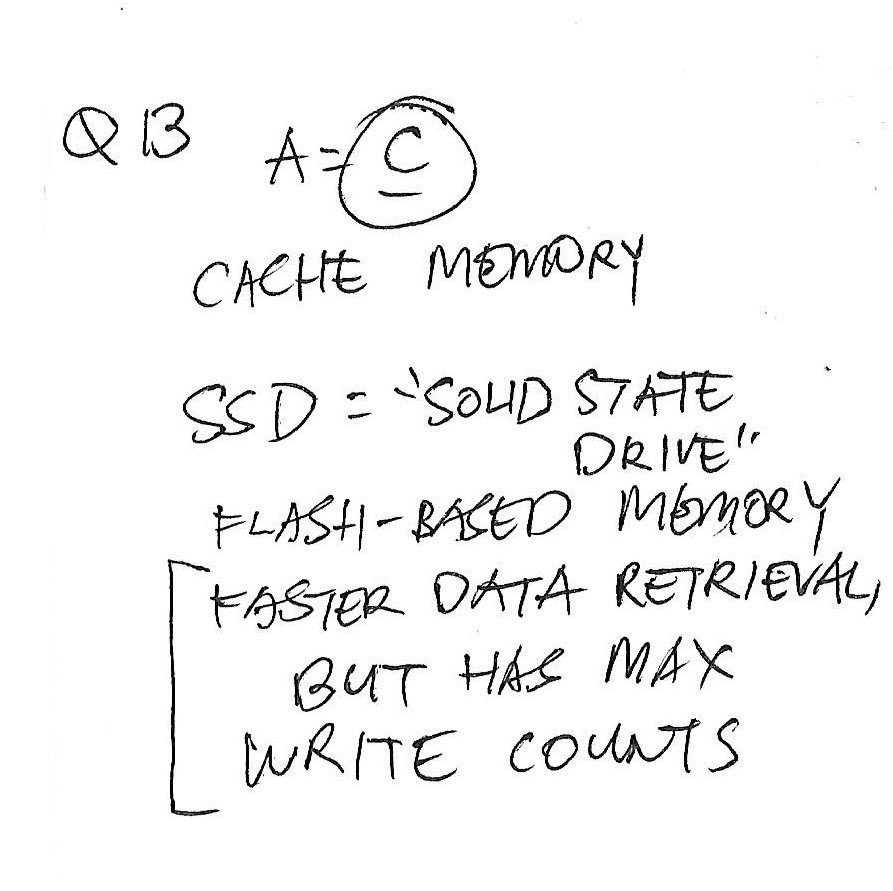 Q13
A = C
CACHE MEMORY
SSD = "SOLID STATE
DRIVE"
FLASH-BASED MEMORY
FASTER DATA RETRIEVAL,
BUT HAS MAX
WRITE COUNTS